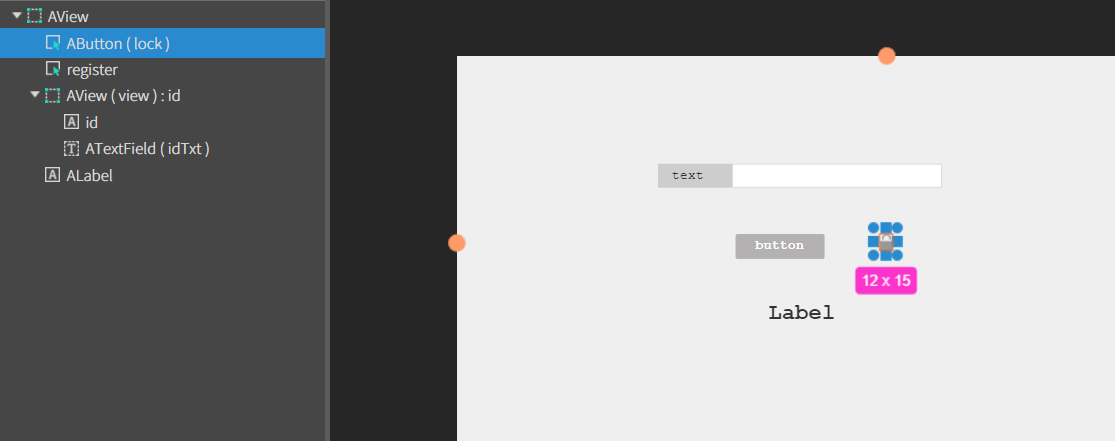 AView
AButton ( lock )
register
AView ( view ) : id
A id
T ATextField ( idTxt )
A ALabel
text
button
12 x 15
Label